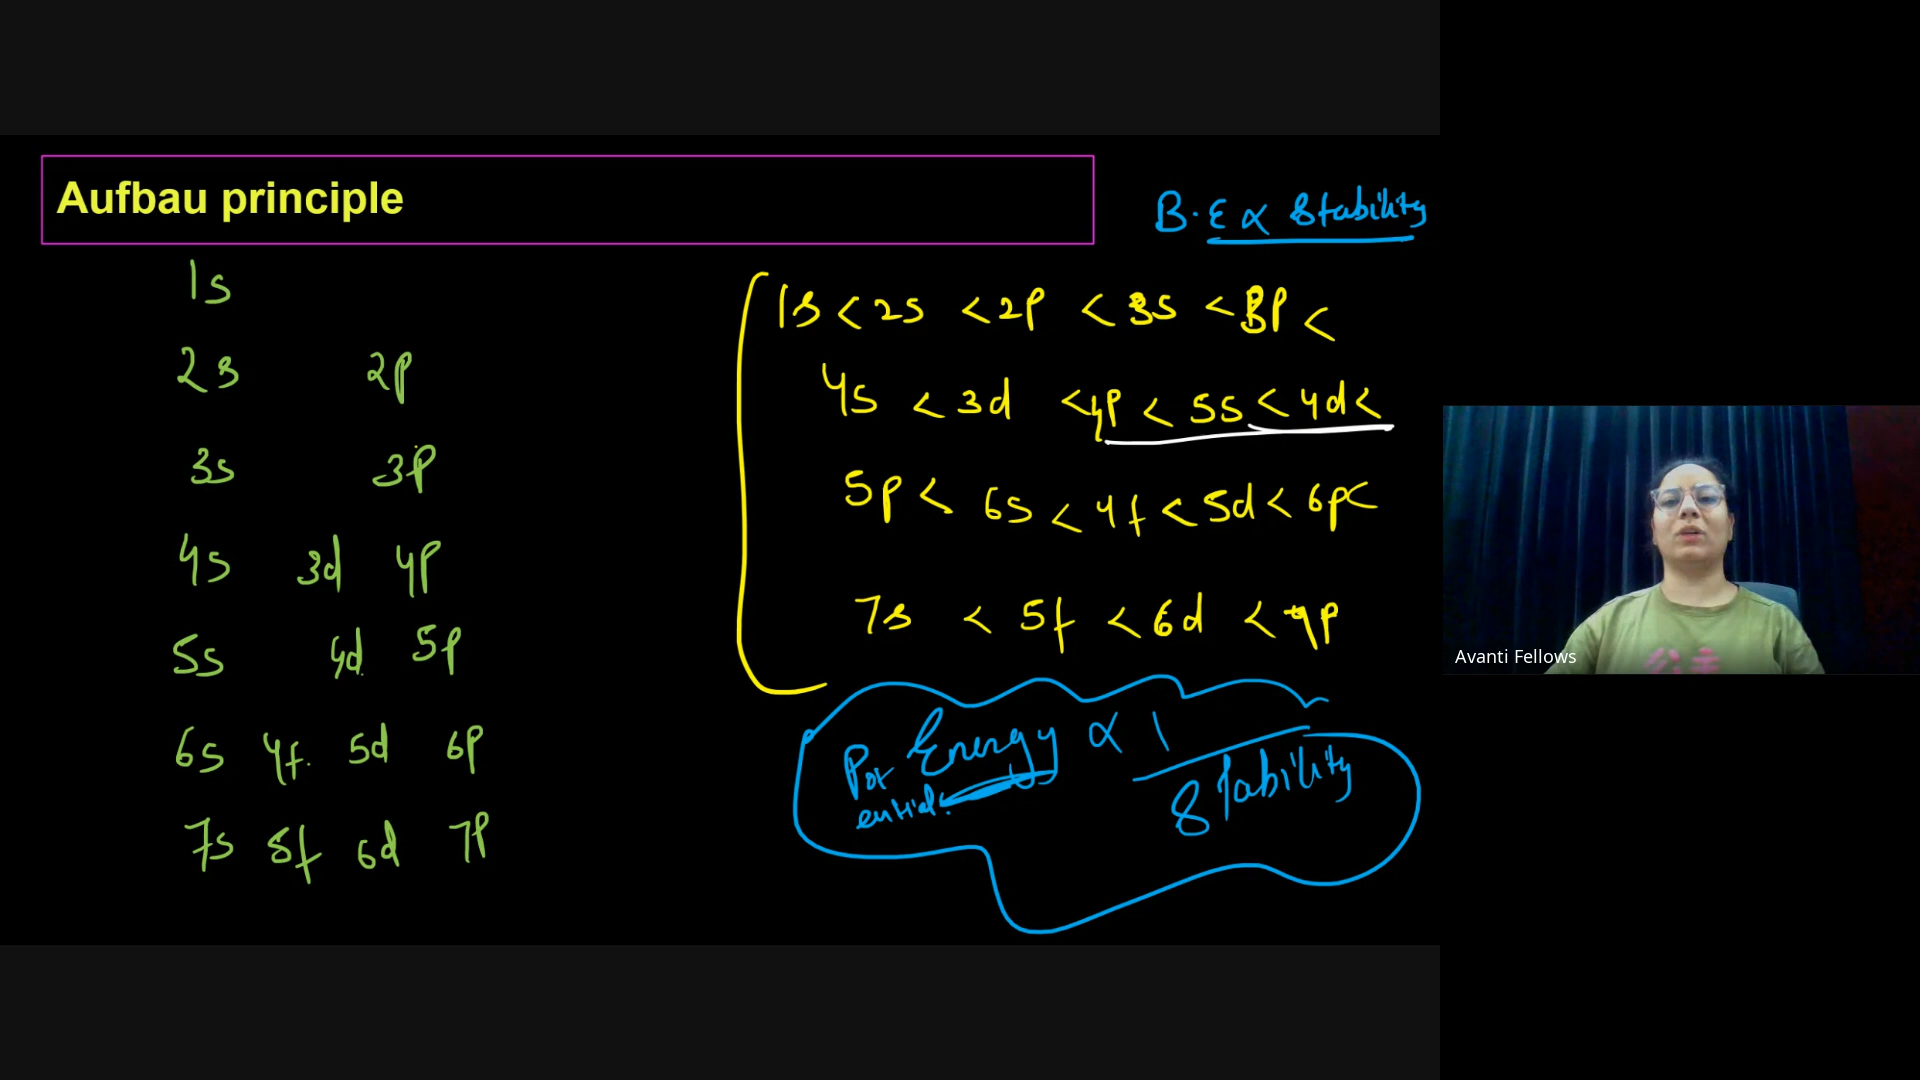 Aufbau principle
B.E ∝ Stability
1s
2s 2p
3s 3p
4s 3d 4p
5s 4d 5p
6s 4f. 5d 6p
7s 5f 6d 7p
1s < 2s < 2p < 3s < 3p <
4s < 3d < 4p < 5s < 4d <
5p < 6s < 4f < 5d < 6p <
7s < 5f < 6d < 7p
Potential Energy ∝ 1/Stability
Avanti Fellows